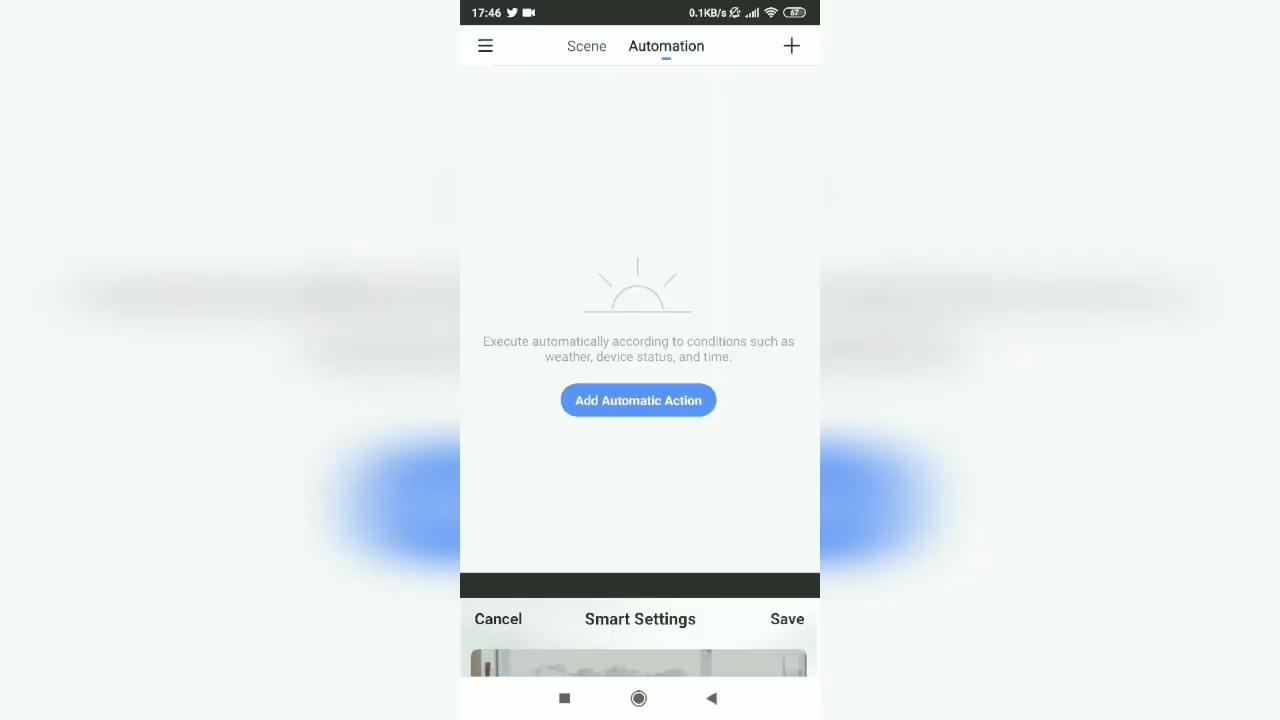 17:46 0.1KB/s 67
Scene Automation
Execute automatically according to conditions such as
weather, device status, and time.
Add Automatic Action
Cancel Smart Settings Save